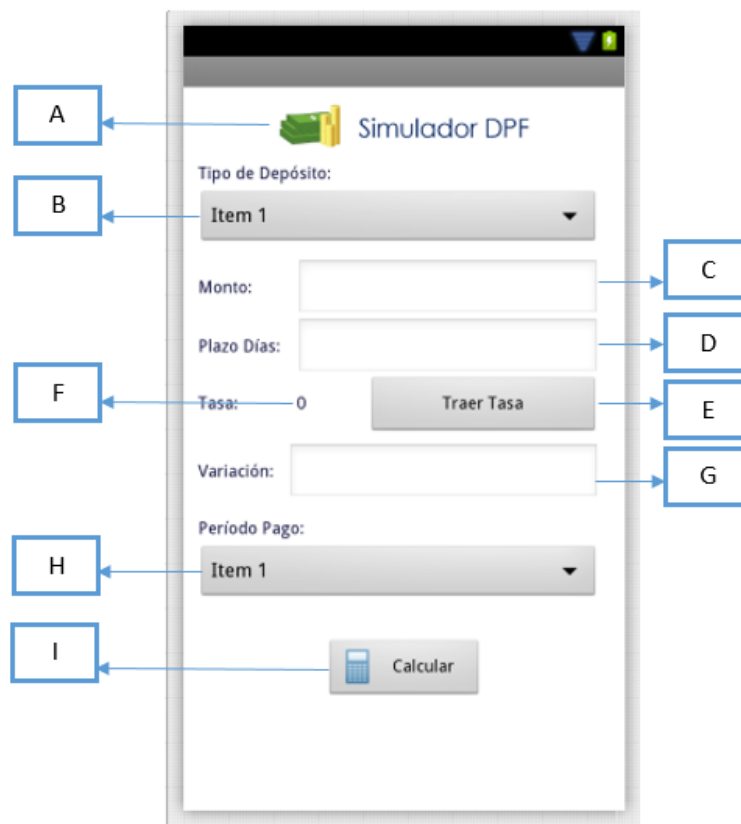 A
Simulador DPF
Tipo de Depósito:
B
Item 1
Monto:
C
Plazo Días:
D
F
Tasa: 0
Traer Tasa
E
Variación:
G
Período Pago:
H
Item 1
I
Calcular